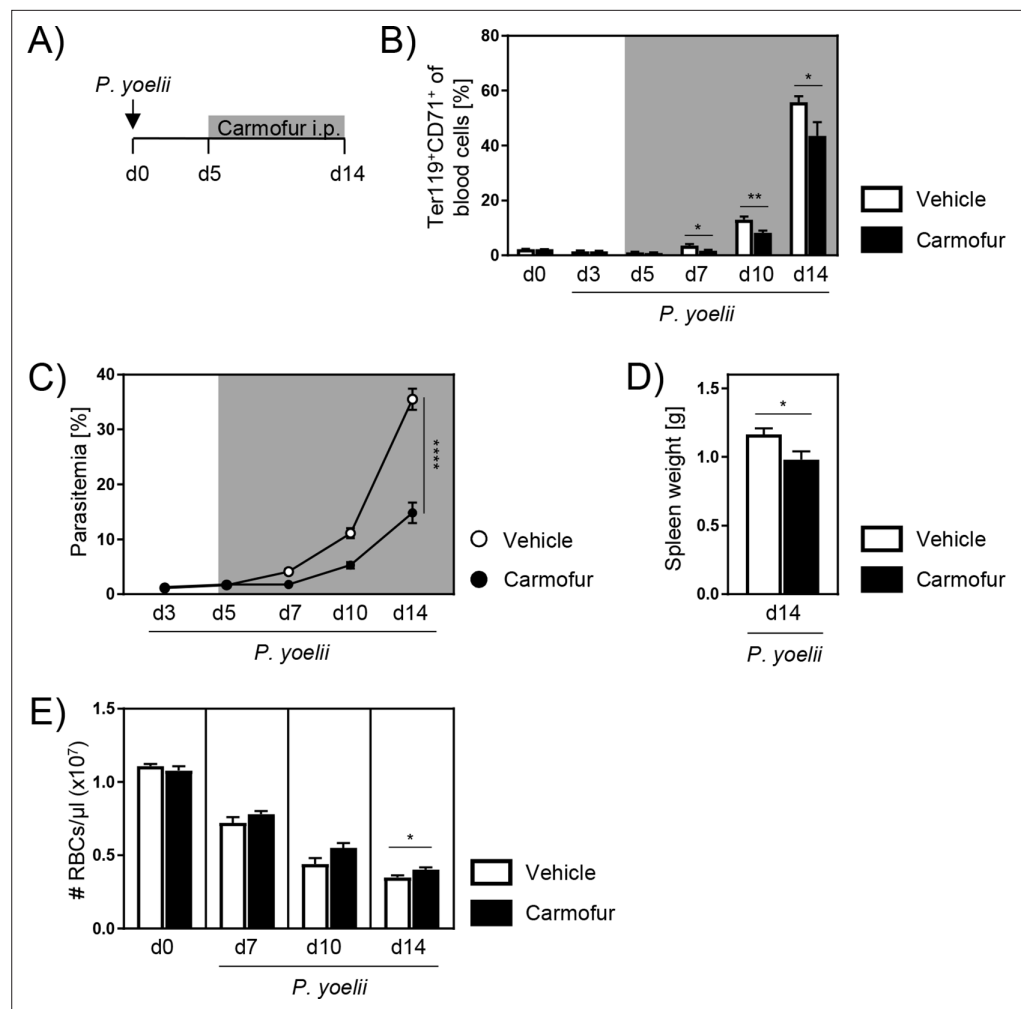 A)
P. yoelii
Carmofur i.p.
d0 d5 d14
B)
Ter119⁺CD71⁺ of
blood cells [%]
80
60
40
20
0
*
**
*
d0 d3 d5 d7 d10 d14
P. yoelii
Vehicle
Carmofur
C)
Parasitemia [%]
40
30
20
10
0
****
d3 d5 d7 d10 d14
P. yoelii
Vehicle
Carmofur
D)
Spleen weight [g]
1.5
1.0
0.5
0.0
*
d14
P. yoelii
Vehicle
Carmofur
E)
# RBCs/µl (x10⁷)
1.5
1.0
0.5
0.0
*
d0 d7 d10 d14
P. yoelii
Vehicle
Carmofur